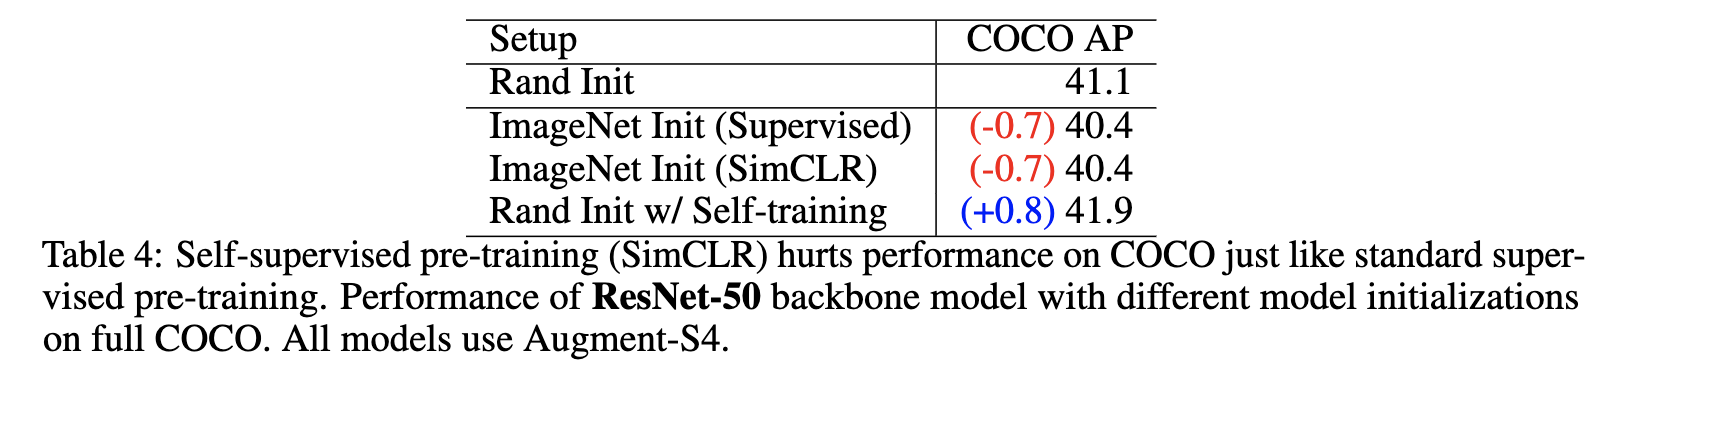 Setup COCO AP
Rand Init 41.1
ImageNet Init (Supervised) (-0.7) 40.4
ImageNet Init (SimCLR) (-0.7) 40.4
Rand Init w/ Self-training (+0.8) 41.9
Table 4: Self-supervised pre-training (SimCLR) hurts performance on COCO just like standard super-
vised pre-training. Performance of ResNet-50 backbone model with different model initializations
on full COCO. All models use Augment-S4.